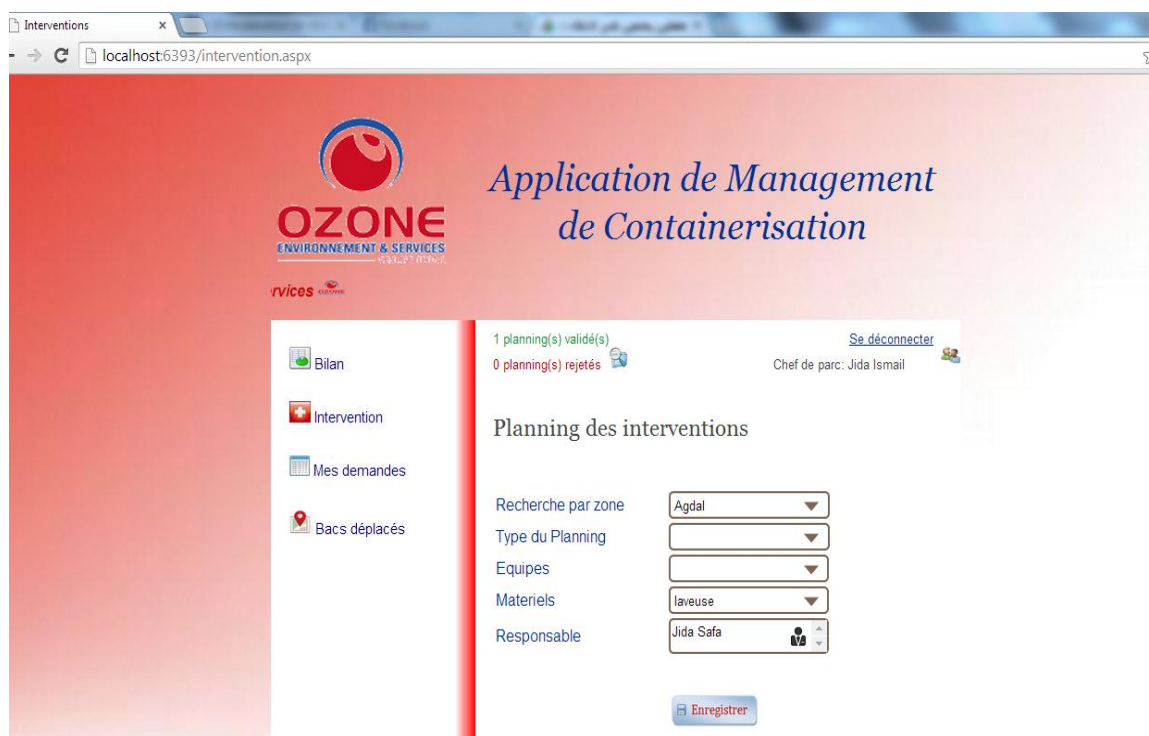 Interventions
localhost:6393/intervention.aspx
Application de Management
de Containerisation
OZONE
ENVIRONNEMENT & SERVICES
rvices OZONE
1 planning(s) validé(s)
0 planning(s) rejetés
Se déconnecter
Chef de parc: Jida Ismail
Bilan
Intervention
Mes demandes
Bacs déplacés
Planning des interventions
Recherche par zone Agdal
Type du Planning
Equipes
Materiels laveuse
Responsable Jida Safa
Enregistrer